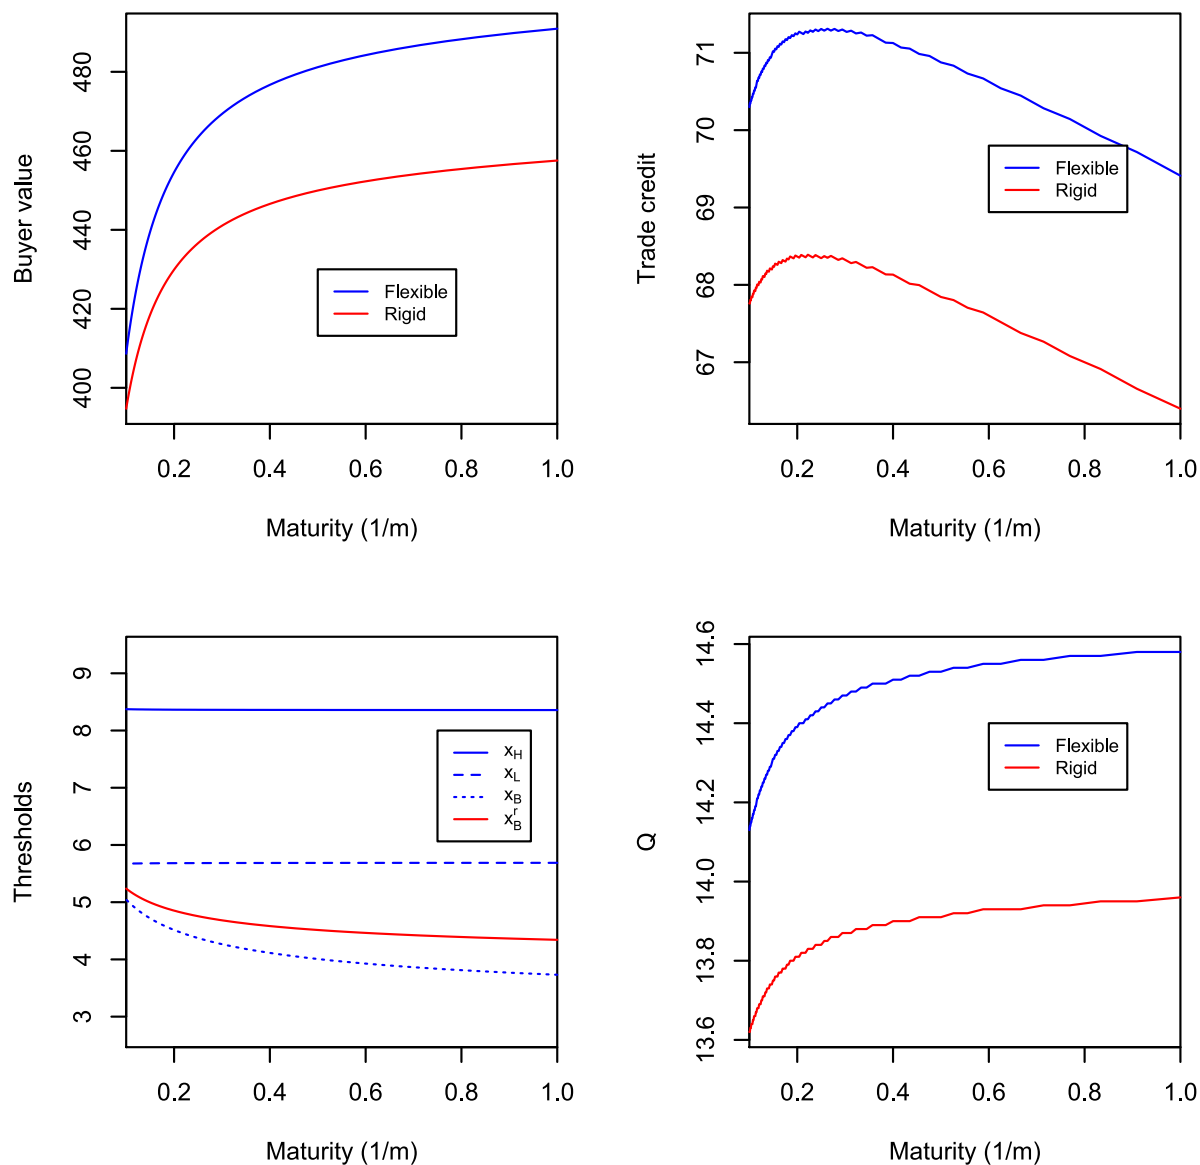 Buyer value
480
460
440
420
400
Flexible
Rigid
0.2 0.4 0.6 0.8 1.0
Maturity (1/m)
Trade credit
71
70
69
68
67
Flexible
Rigid
0.2 0.4 0.6 0.8 1.0
Maturity (1/m)
Thresholds
9
8
7
6
5
4
3
x_H
x_L
x_B
x_B^r
0.2 0.4 0.6 0.8 1.0
Maturity (1/m)
Q
14.6
14.4
14.2
14.0
13.8
13.6
Flexible
Rigid
0.2 0.4 0.6 0.8 1.0
Maturity (1/m)